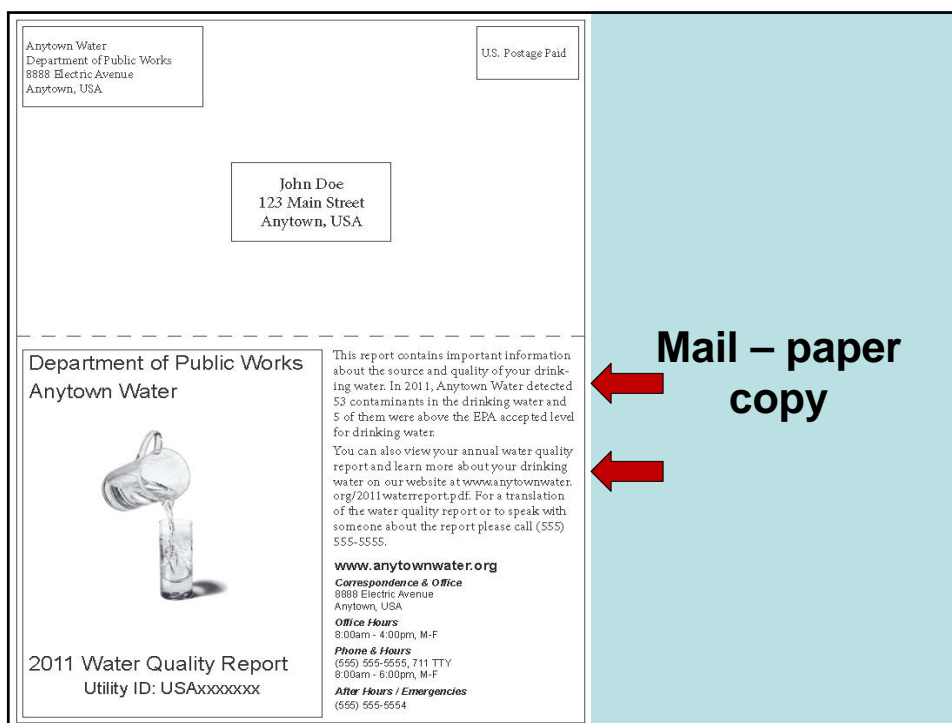 Anytown Water
Department of Public Works
8888 Electric Avenue
Anytown, USA
U.S. Postage Paid
John Doe
123 Main Street
Anytown, USA
Department of Public Works
Anytown Water
2011 Water Quality Report
Utility ID: USAxxxxxxx
This report contains important information
about the source and quality of your drink-
ing water. In 2011, Anytown Water detected
53 contaminants in the drinking water and
5 of them were above the EPA accepted level
for drinking water.
You can also view your annual water quality
report and learn more about your drinking
water on our website at www.anytownwater.
org/2011waterreport.pdf. For a translation
of the water quality report or to speak with
someone about the report please call (555)
555-5555.
www.anytownwater.org
Correspondence & Office
8888 Electric Avenue
Anytown, USA
Office Hours
8:00am - 4:00pm, M-F
Phone & Hours
(555) 555-5555, 711 TTY
8:00am - 6:00pm, M-F
After Hours / Emergencies
(555) 555-5554
Mail – paper
copy